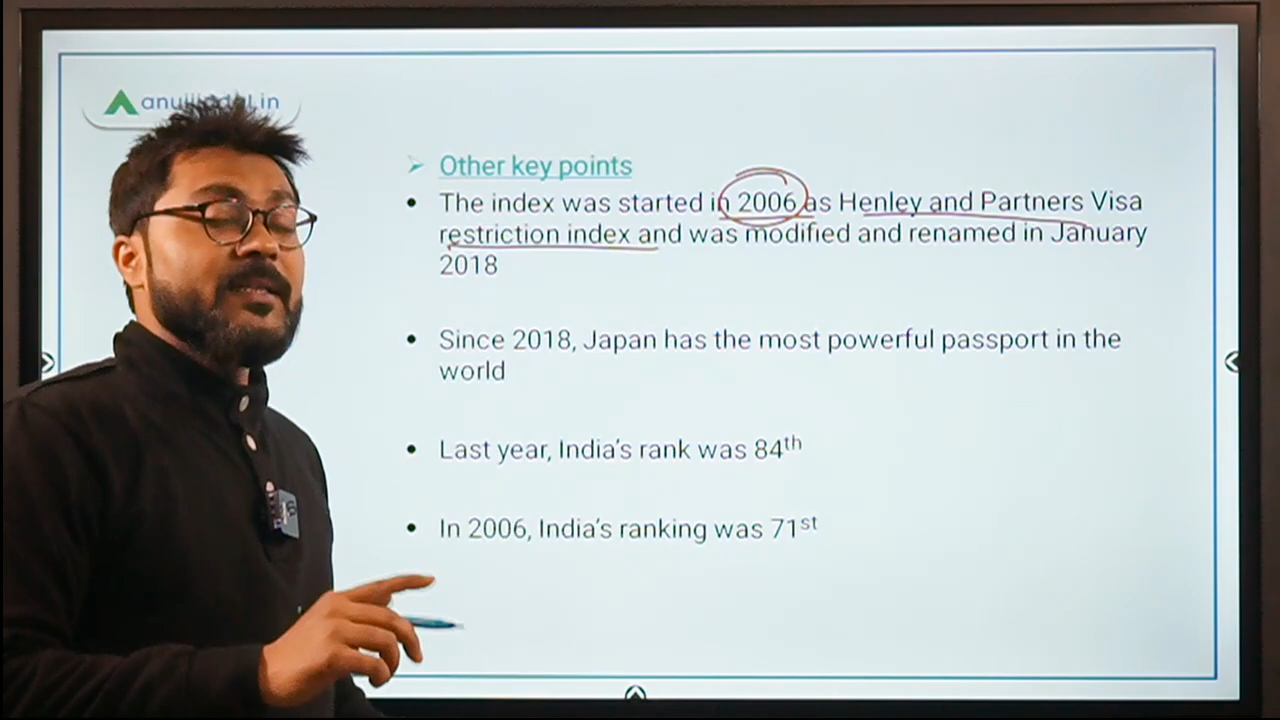 Other key points
The index was started in 2006 as Henley and Partners Visa
restriction index and was modified and renamed in January
2018
Since 2018, Japan has the most powerful passport in the
world
Last year, India's rank was 84th
In 2006, India's ranking was 71st